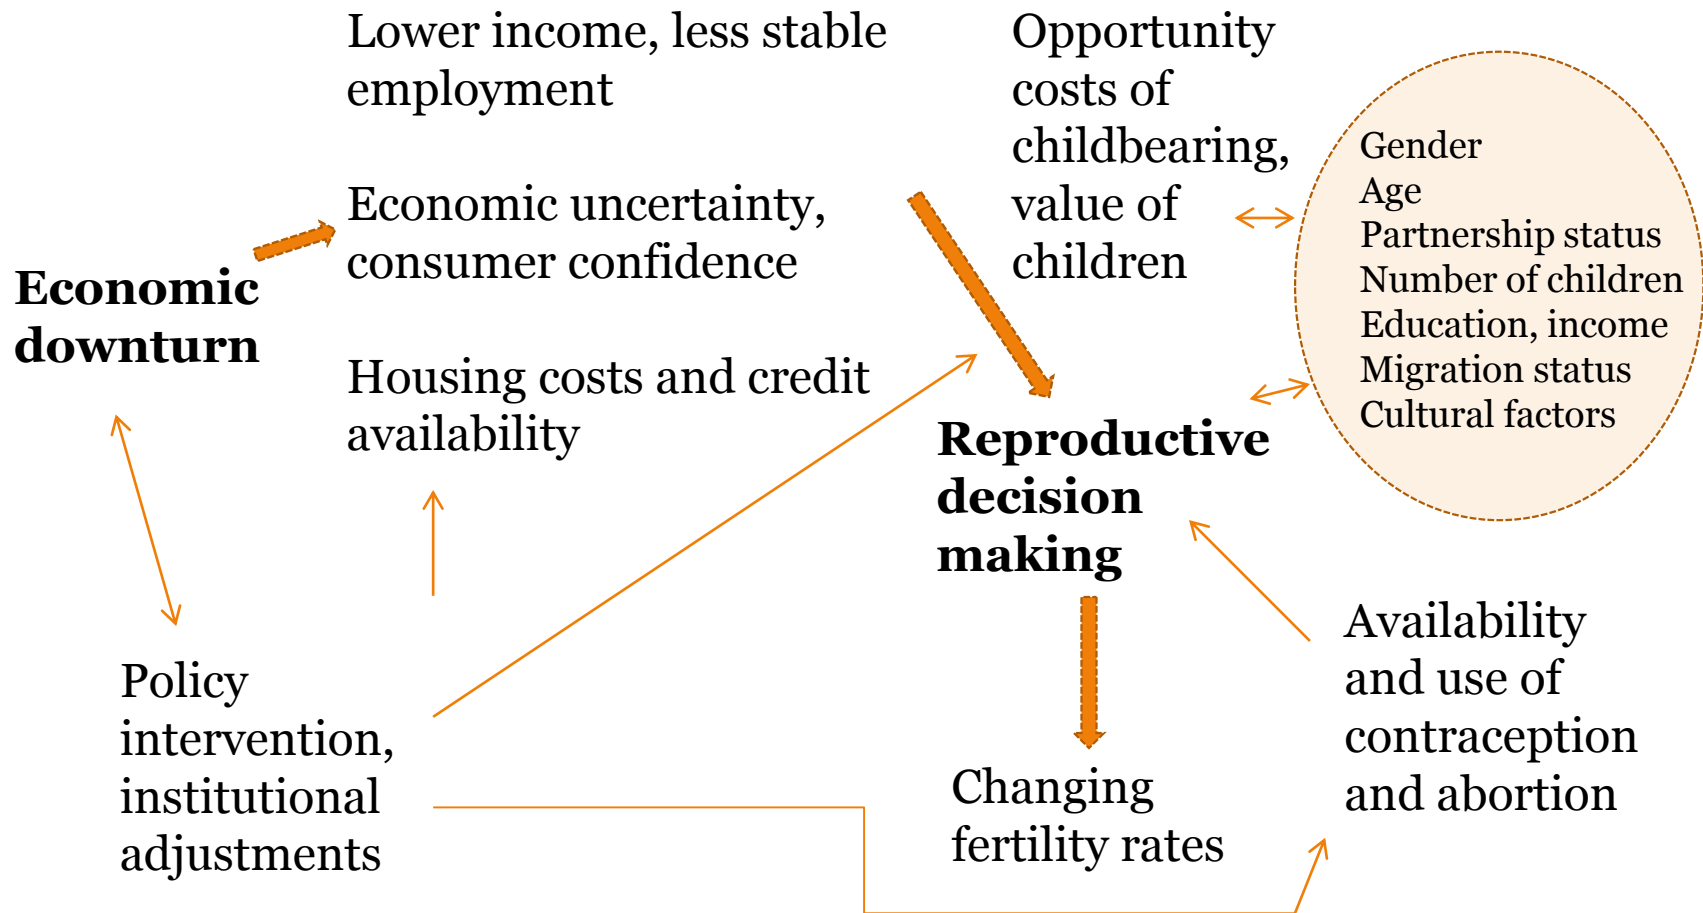 Lower income, less stable
employment
Economic uncertainty,
consumer confidence
Housing costs and credit
availability
Economic
downturn
Policy
intervention,
institutional
adjustments
Opportunity
costs of
childbearing,
value of
children
Gender
Age
Partnership status
Number of children
Education, income
Migration status
Cultural factors
Reproductive
decision
making
Changing
fertility rates
Availability
and use of
contraception
and abortion